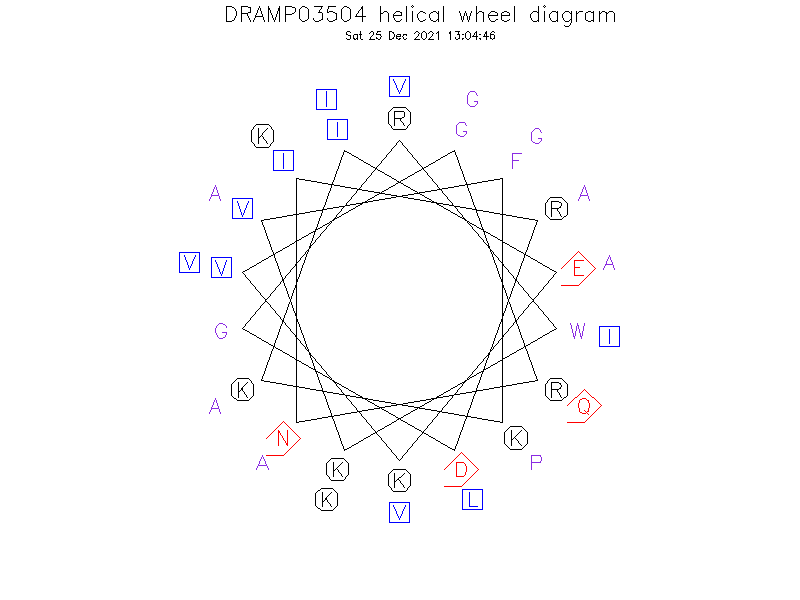 DRAMP03504 helical wheel diagram
Sat 25 Dec 2021 13:04:46
V
I G
R
I G
K G
I F
A A
V R
V V E A
G W I
K R
A Q
N K
A P
K D
K K L
V